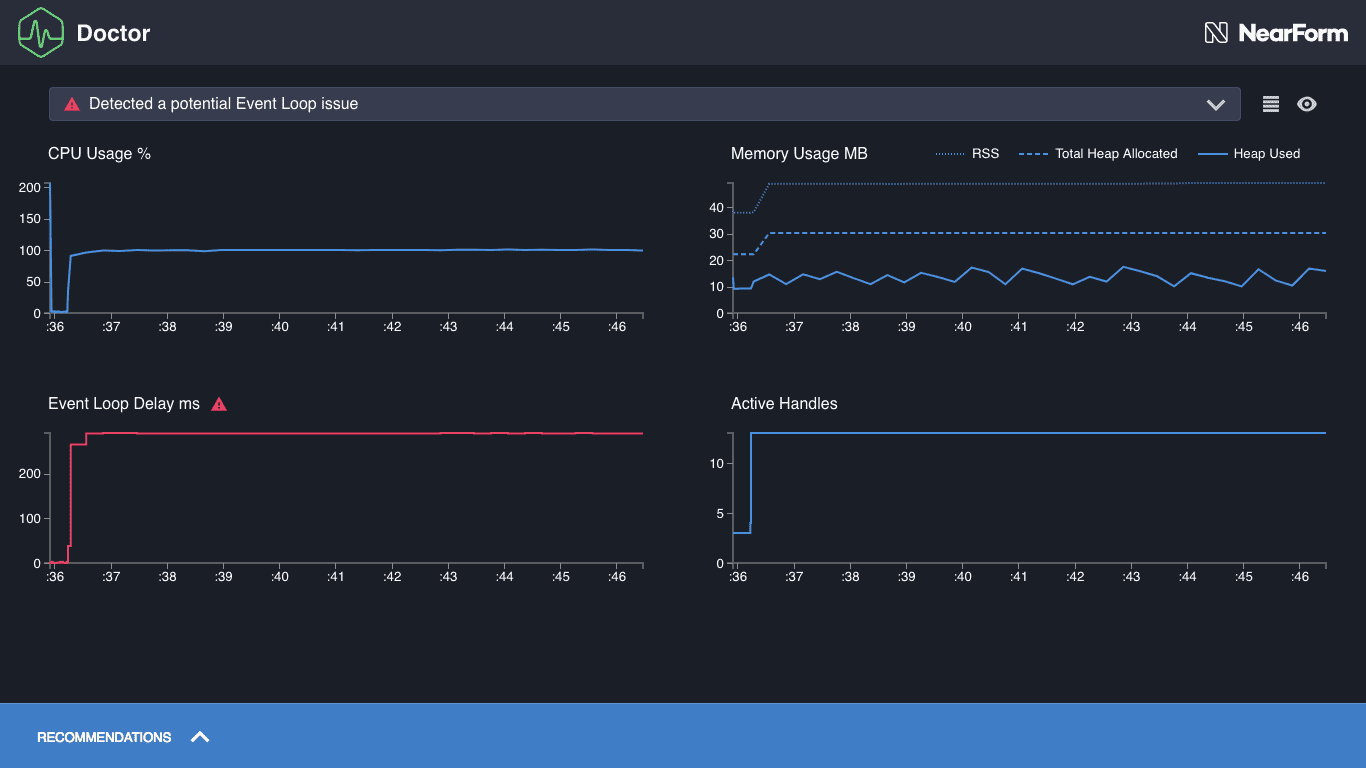 Doctor
NearForm
Detected a potential Event Loop issue
CPU Usage %
200
150
100
50
0
:36 :37 :38 :39 :40 :41 :42 :43 :44 :45 :46
Memory Usage MB
RSS Total Heap Allocated Heap Used
40
30
20
10
0
:36 :37 :38 :39 :40 :41 :42 :43 :44 :45 :46
Event Loop Delay ms
200
100
0
:36 :37 :38 :39 :40 :41 :42 :43 :44 :45 :46
Active Handles
10
5
0
:36 :37 :38 :39 :40 :41 :42 :43 :44 :45 :46
RECOMMENDATIONS